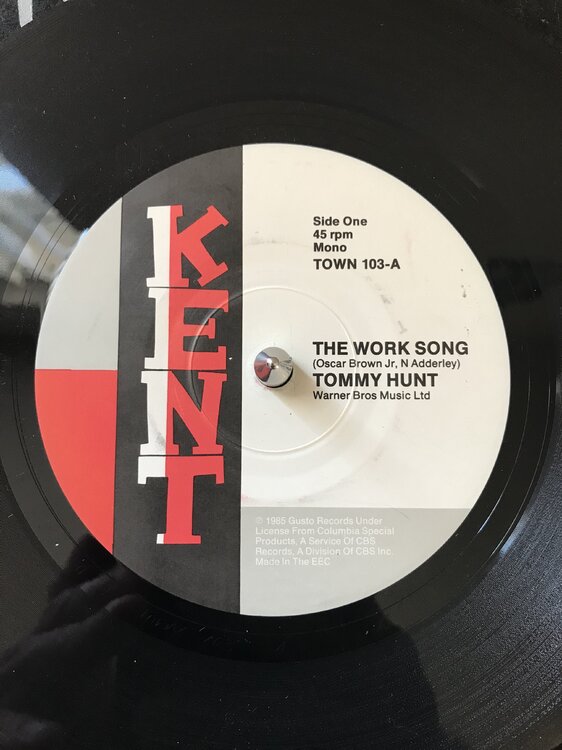 KENT
Side One
45 rpm
Mono
TOWN 103-A
THE WORK SONG
(Oscar Brown Jr, N Adderley)
TOMMY HUNT
Warner Bros Music Ltd
℗ 1985 Gusto Records Under
License From Columbia Special
Products, A Service Of CBS
Records, A Division Of CBS Inc.
Made In The EEC